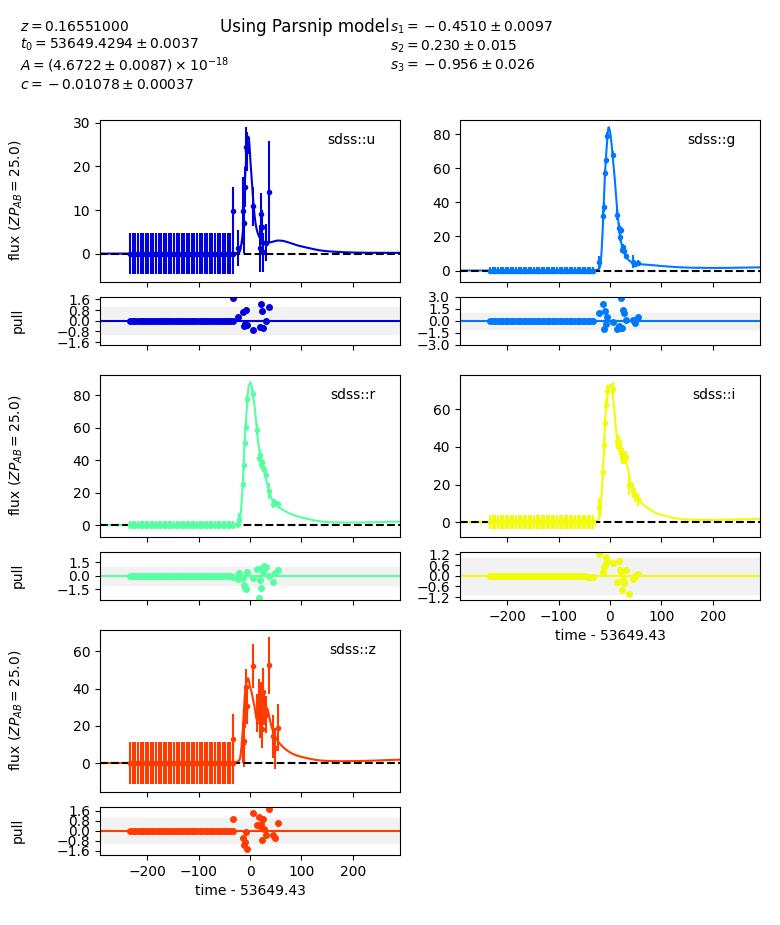 Using Parsnip model
z = 0.16551000
t0 = 53649.4294 ± 0.0037
A = (4.6722 ± 0.0087) × 10^−18
c = −0.01078 ± 0.00037
s1 = −0.4510 ± 0.0097
s2 = 0.230 ± 0.015
s3 = −0.956 ± 0.026
sdss::u
flux (ZP_AB = 25.0)
30
20
10
0
pull
1.6
0.8
0.0
−0.8
−1.6
sdss::g
80
60
40
20
0
3.0
1.5
0.0
−1.5
−3.0
sdss::r
flux (ZP_AB = 25.0)
80
60
40
20
0
pull
1.5
0.0
−1.5
sdss::i
60
40
20
0
1.2
0.6
0.0
−0.6
−1.2
−200 −100 0 100 200
time - 53649.43
sdss::z
flux (ZP_AB = 25.0)
60
40
20
0
pull
1.6
0.8
0.0
−0.8
−1.6
−200 −100 0 100 200
time - 53649.43